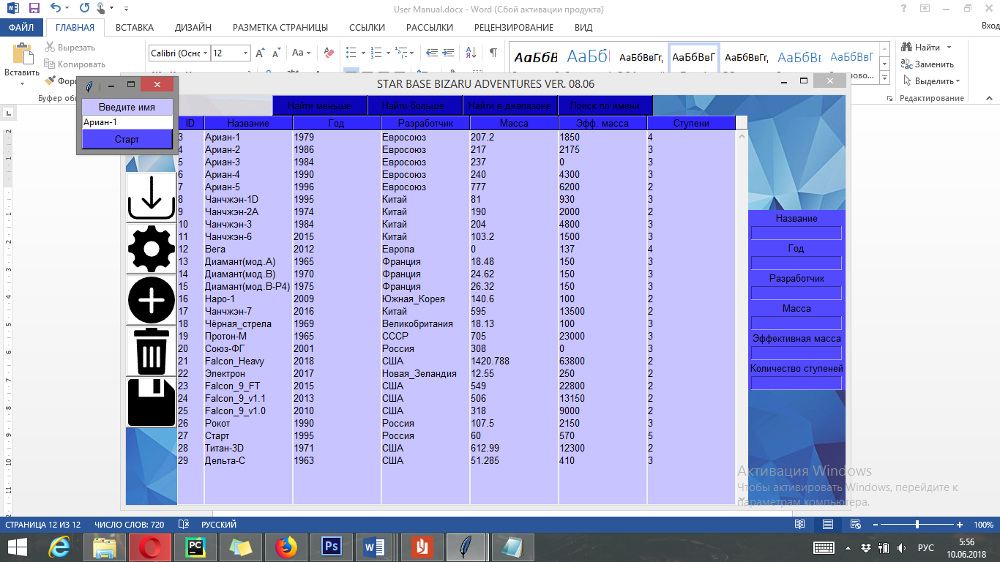 User Manual.docx - Word (Сбой активации продукта)
ФАЙЛ ГЛАВНАЯ ВСТАВКА ДИЗАЙН РАЗМЕТКА СТРАНИЦЫ ССЫЛКИ РАССЫЛКИ РЕЦЕНЗИРОВАНИЕ ВИД Вход
Вставить
Вырезать
Копировать
Буфер об
Calibri (Оснс 12
Aa
АаБбВ АаБбІ АаБбВвГг, АаБбВвГ АаБбВвГг, АаБбВ АаБбВвГ
Найти
Заменить
Выделить
Редактирование
Введите имя
Ариан-1
Старт
STAR BASE BIZARU ADVENTURES VER. 08.06
Найти меньше Найти больше Найти в диапазоне Поиск по имени
ID Название Год Разработчик Масса Эфф. масса Ступени
3 Ариан-1 1979 Евросоюз 207.2 1850 4
4 Ариан-2 1986 Евросоюз 217 2175 3
5 Ариан-3 1984 Евросоюз 237 0 3
6 Ариан-4 1990 Евросоюз 240 4300 3
7 Ариан-5 1996 Евросоюз 777 6200 2
8 Чанчжэн-1D 1995 Китай 81 930 3
9 Чанчжэн-2А 1974 Китай 190 2000 2
10 Чанчжэн-3 1984 Китай 204 4800 3
11 Чанчжэн-6 2015 Китай 103.2 1500 3
12 Вега 2012 Европа 0 137 4
13 Диамант(мод.А) 1965 Франция 18.48 150 3
14 Диамант(мод.В) 1970 Франция 24.62 150 3
15 Диамант(мод.В-Р4) 1975 Франция 26.32 150 3
16 Наро-1 2009 Южная_Корея 140.6 100 2
17 Чанчжэн-7 2016 Китай 595 13500 2
18 Чёрная_стрела 1969 Великобритания 18.13 100 3
19 Протон-М 1965 СССР 705 23000 3
20 Союз-ФГ 2001 Россия 308 0 3
21 Falcon_Heavy 2018 США 1420.788 63800 2
22 Электрон 2017 Новая_Зеландия 12.55 250 2
23 Falcon_9_FT 2015 США 549 22800 2
24 Falcon_9_v1.1 2013 США 506 13150 2
25 Falcon_9_v1.0 2010 США 318 9000 2
26 Рокот 1990 Россия 107.5 2150 3
27 Старт 1995 Россия 60 570 5
28 Титан-3D 1971 США 612.99 12300 2
29 Дельта-С 1963 США 51.285 410 3
Название
Год
Разработчик
Масса
Эффективная масса
Количество ступеней
Активация Windows
Чтобы активировать Windows, перейдите к
параметрам компьютера.
СТРАНИЦА 12 ИЗ 12 ЧИСЛО СЛОВ: 720 РУССКИЙ 100%
РУС
5:56
10.06.2018